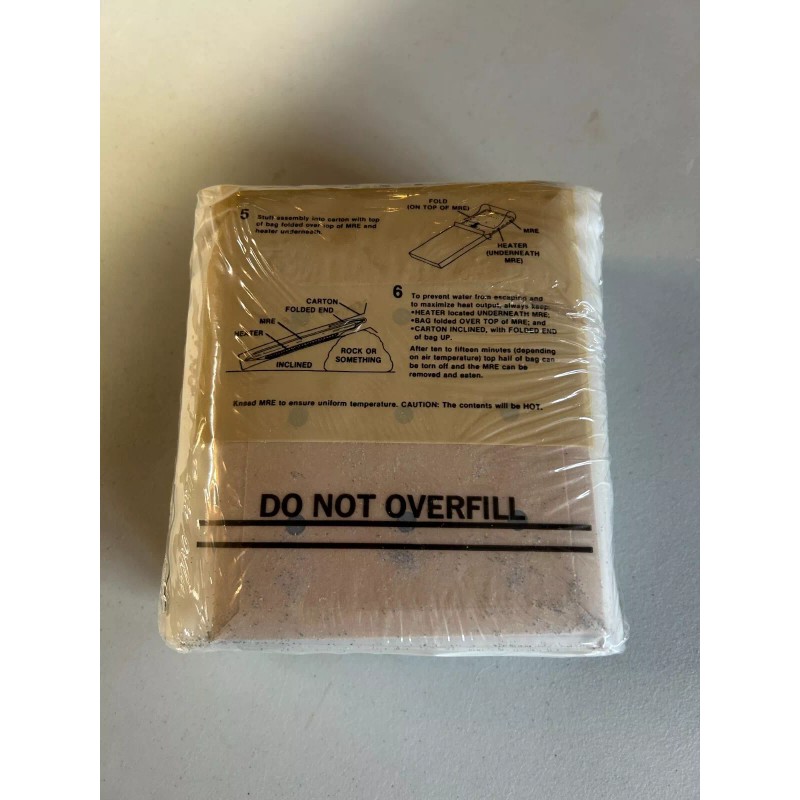 5 Stuff assembly into carton with top
of bag folded over top of MRE and
heater underneath.
FOLD
(ON TOP OF MRE)
MRE
HEATER
(UNDERNEATH
MRE)
CARTON
FOLDED END
MRE
HEATER
INCLINED
ROCK OR
SOMETHING
6 To prevent water from escaping and
to maximize heat output, always keep:
•HEATER located UNDERNEATH MRE;
•BAG folded OVER TOP of MRE; and
•CARTON INCLINED, with FOLDED END
of bag UP.
After ten to fifteen minutes (depending
on air temperature) top half of bag can
be torn off and the MRE can be
removed and eaten.
Knead MRE to ensure uniform temperature. CAUTION: The contents will be HOT.
DO NOT OVERFILL